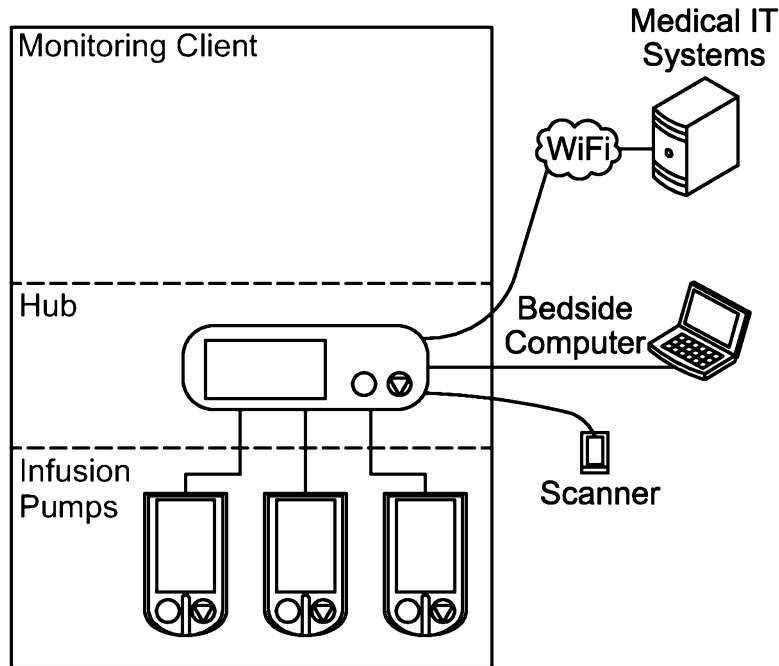 Monitoring Client
Medical IT
Systems
WiFi
Hub
Bedside
Computer
Scanner
Infusion
Pumps